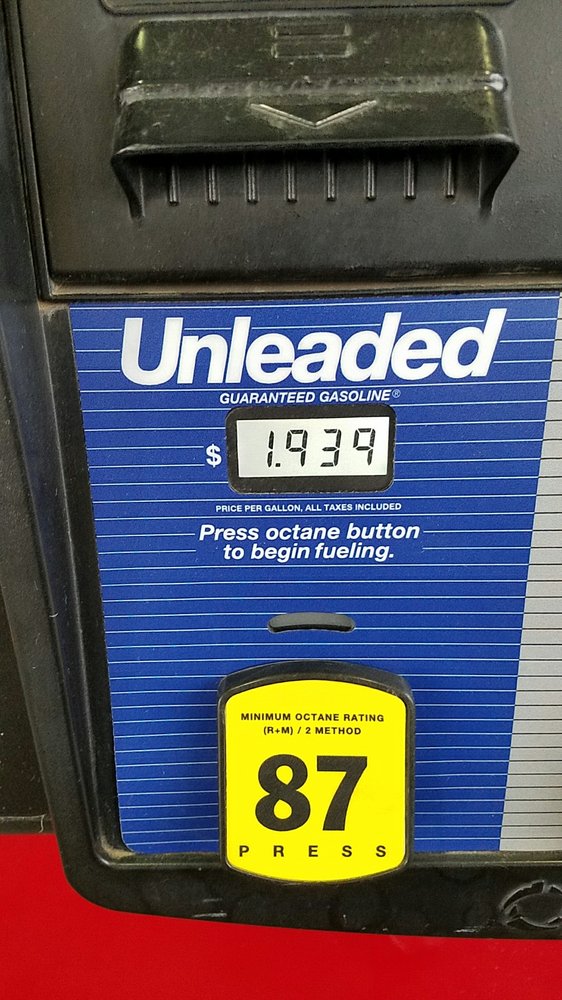 Unleaded
GUARANTEED GASOLINE®
$ 1.939
PRICE PER GALLON, ALL TAXES INCLUDED
Press octane button
to begin fueling.
MINIMUM OCTANE RATING
(R+M) / 2 METHOD
87
PRESS